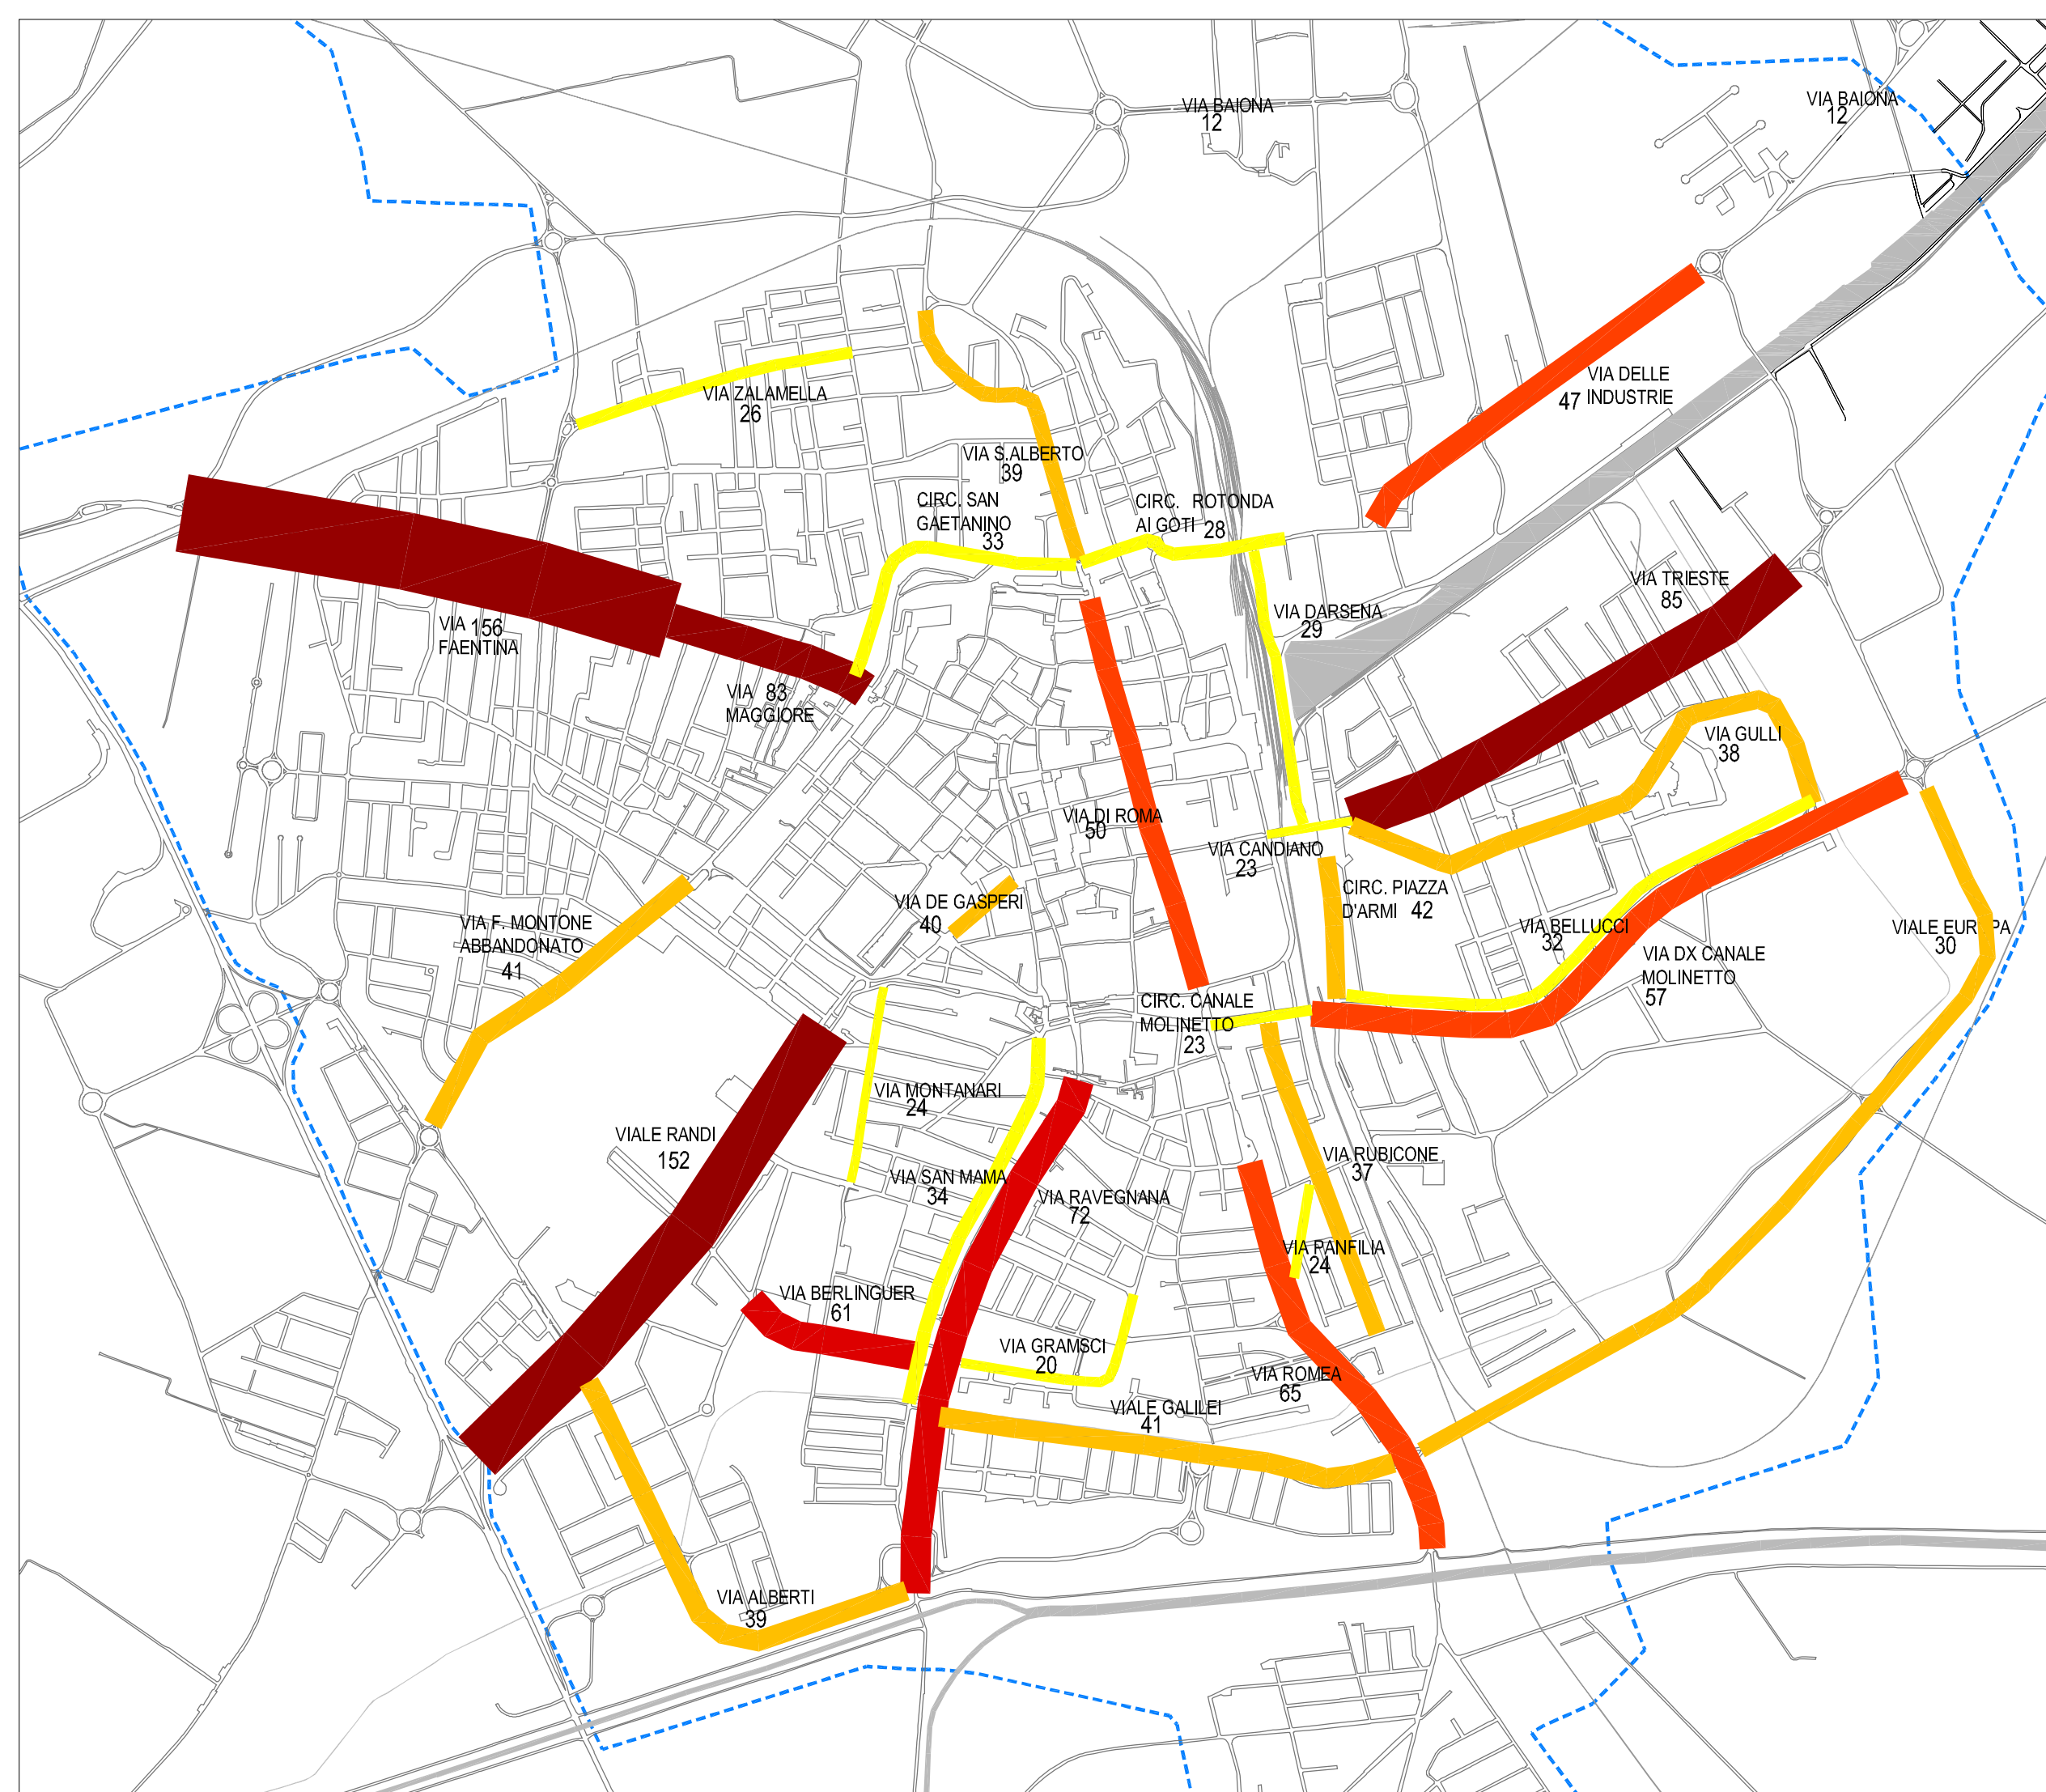 VIA BAIONA
12
VIA BAIONA
12
VIA DELLE
47 INDUSTRIE
VIA ZALAMELLA
26
VIA S.ALBERTO
39
CIRC. SAN
GAETANINO
33
CIRC. ROTONDA
AI GOTI 28
VIA TRIESTE
85
VIA DARSENA
29
VIA 156
FAENTINA
VIA 83
MAGGIORE
VIA GULLI
38
VIA DI ROMA
50
VIA CANDIANO
23
CIRC. PIAZZA
D'ARMI 42
VIA DE GASPERI
40
VIA F. MONTONE
ABBANDONATO
41
VIA BELLUCCI
32
VIALE EUROPA
30
VIA DX CANALE
MOLINETTO
57
CIRC. CANALE
MOLINETTO
23
VIA MONTANARI
24
VIALE RANDI
152
VIA RUBICONE
37
VIA SAN MAMA
34
VIA RAVEGNANA
72
VIA PANFILIA
24
VIA BERLINGUER
61
VIA GRAMSCI
20
VIA ROMEA
65
VIALE GALILEI
41
VIA ALBERTI
39